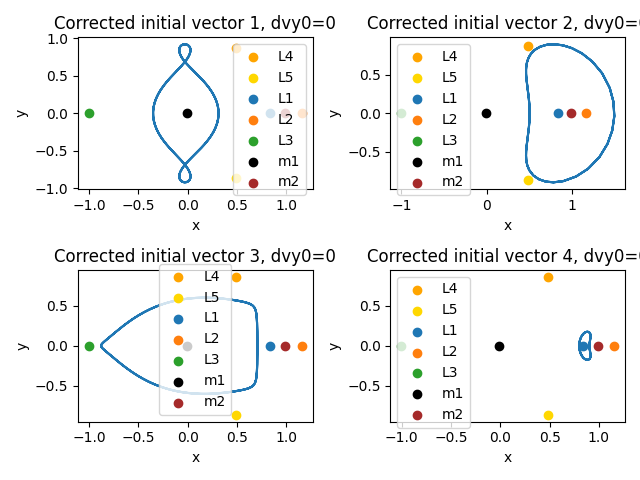 Corrected initial vector 1, dvy0=0
1.0
0.5
0.0
−0.5
−1.0
y
−1.0 −0.5 0.0 0.5 1.0
x
L4
L5
L1
L2
L3
m1
m2
Corrected initial vector 2, dvy0=0
0.5
0.0
−0.5
y
−1 0 1
x
L4
L5
L1
L2
L3
m1
m2
Corrected initial vector 3, dvy0=0
0.5
0.0
−0.5
y
−1.0 −0.5 0.0 0.5 1.0
x
L4
L5
L1
L2
L3
m1
m2
Corrected initial vector 4, dvy0=0
0.5
0.0
−0.5
y
−1.0 −0.5 0.0 0.5 1.0
x
L4
L5
L1
L2
L3
m1
m2